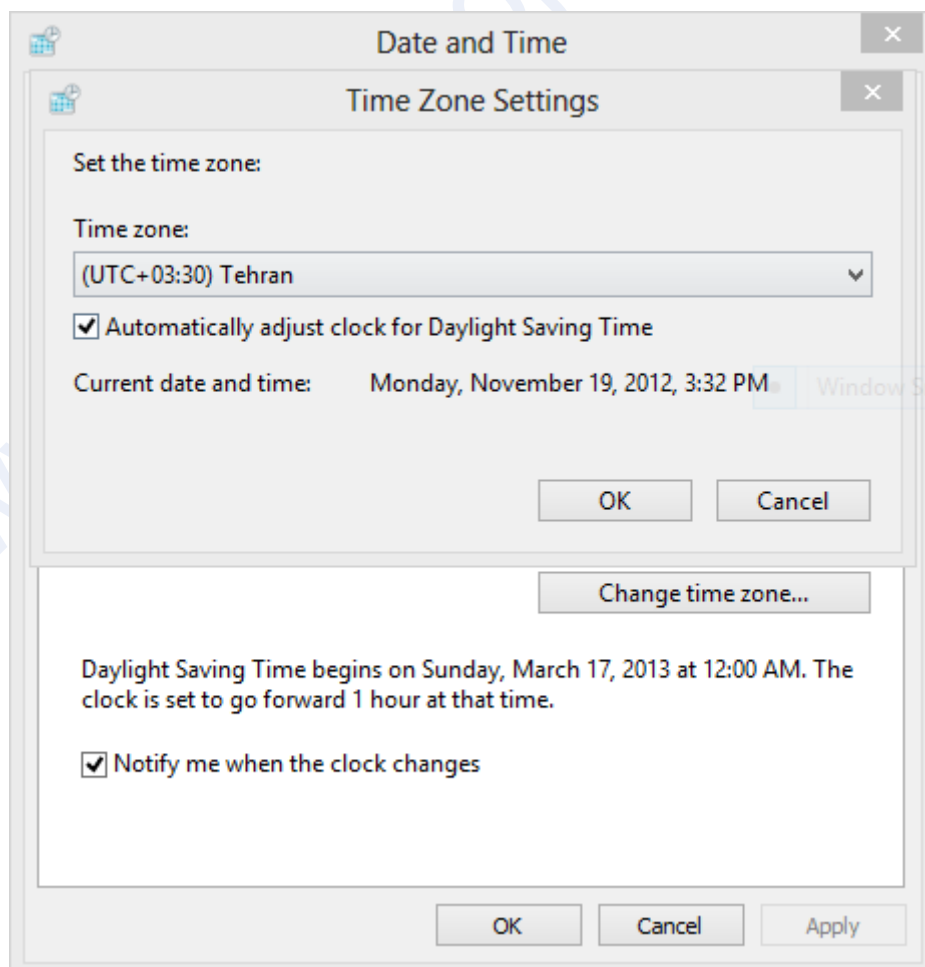 Date and Time
Time Zone Settings
Set the time zone:
Time zone:
(UTC+03:30) Tehran
Automatically adjust clock for Daylight Saving Time
Current date and time: Monday, November 19, 2012, 3:32 PM
Window
OK Cancel
Change time zone...
Daylight Saving Time begins on Sunday, March 17, 2013 at 12:00 AM. The
clock is set to go forward 1 hour at that time.
Notify me when the clock changes
OK Cancel Apply